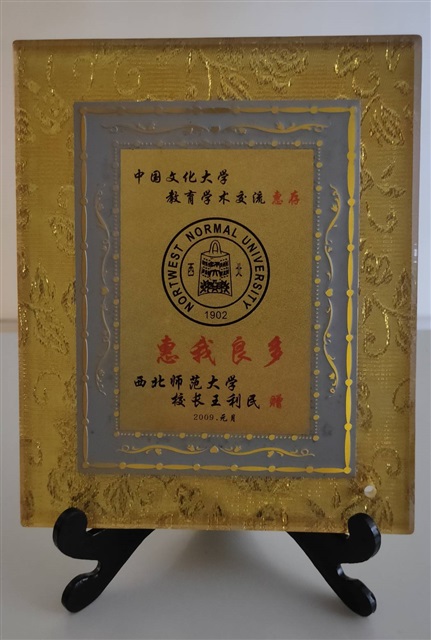 中国文化大学
教育学术交流 惠存
NORTWEST NORMAL UNIVERSITY
1902
惠我良多
西北师范大学
校长王利民 赠
2009.元月